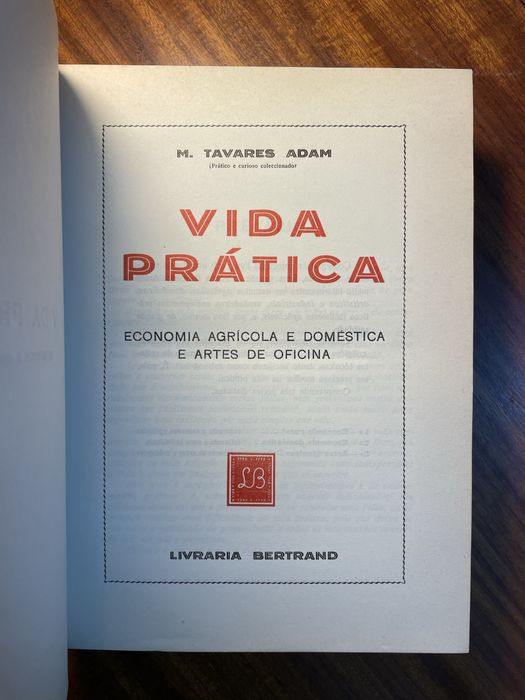 M. TAVARES ADAM
(Prático e curioso coleccionador
VIDA
PRÁTICA
ECONOMIA AGRÍCOLA E DOMÉSTICA
E ARTES DE OFICINA
LB
LIVRARIA BERTRAND